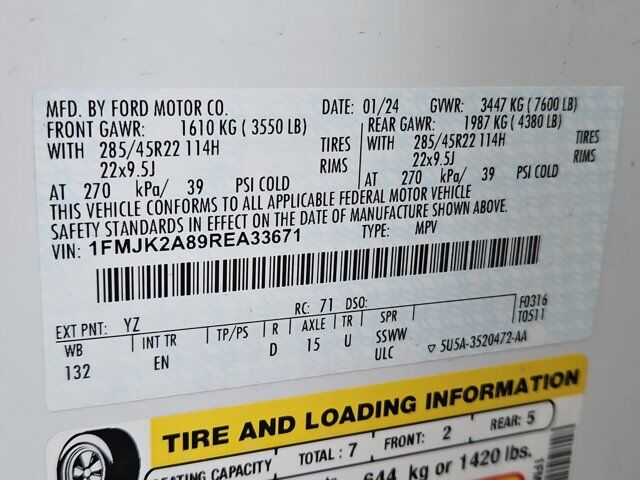 MFD. BY FORD MOTOR CO. DATE: 01/24 GVWR: 3447 KG ( 7600 LB)
FRONT GAWR: 1610 KG ( 3550 LB) REAR GAWR: 1987 KG ( 4380 LB)
WITH 285/45R22 114H TIRES WITH 285/45R22 114H TIRES
22x9.5J RIMS 22x9.5J RIMS
AT 270 kPa/ 39 PSI COLD AT 270 kPa/ 39 PSI COLD
THIS VEHICLE CONFORMS TO ALL APPLICABLE FEDERAL MOTOR VEHICLE
SAFETY STANDARDS IN EFFECT ON THE DATE OF MANUFACTURE SHOWN ABOVE.
VIN: 1FMJK2A89REA33671 TYPE: MPV
F0316
EXT PNT: YZ RC: 71 DSO: T0511
WB INT TR TP/PS R AXLE TR SPR
132 EN D 15 U SSWW
ULC ▽ 5U5A-3520472-AA
TIRE AND LOADING INFORMATION
SEATING CAPACITY TOTAL : 7 FRONT: 2 REAR: 5
644 kg or 1420 lbs.